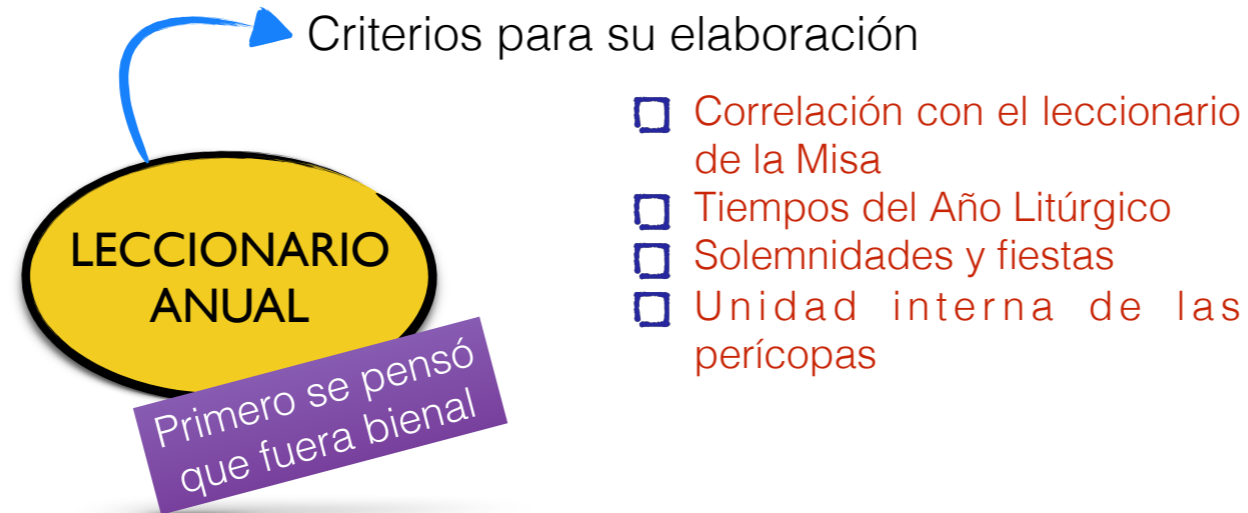 Criterios para su elaboración
LECCIONARIO
ANUAL
Primero se pensó
que fuera bienal
Correlación con el leccionario
de la Misa
Tiempos del Año Litúrgico
Solemnidades y fiestas
Unidad interna de las
perícopas